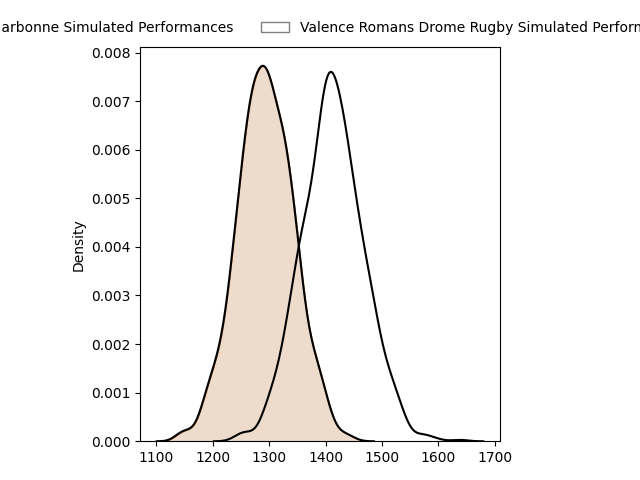 arbonne Simulated Performances
Valence Romans Drome Rugby Simulated Perforn
0.008
0.007
0.006
0.005
0.004
0.003
0.002
0.001
0.000
Density
1100 1200 1300 1400 1500 1600 1700